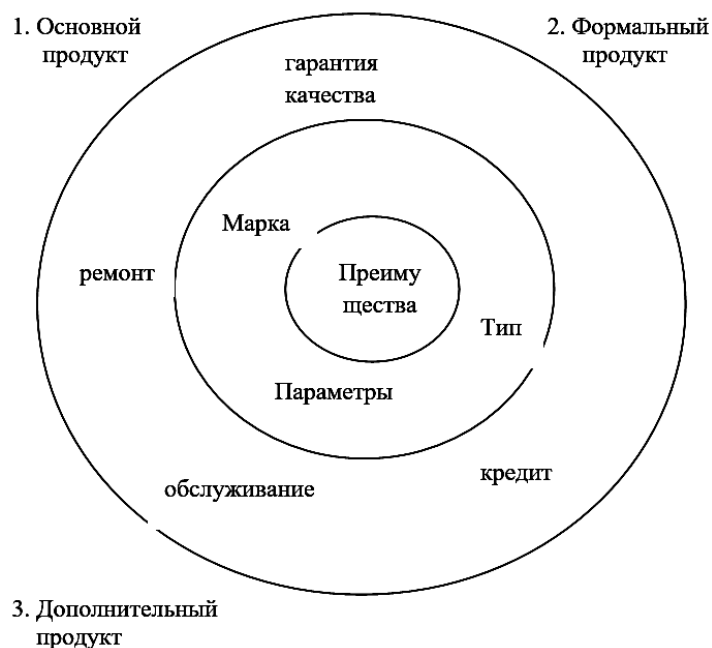 1. Основной
продукт
2. Формальный
продукт
гарантия
качества
Марка
ремонт
Преиму
щества
Тип
Параметры
кредит
обслуживание
3. Дополнительный
продукт